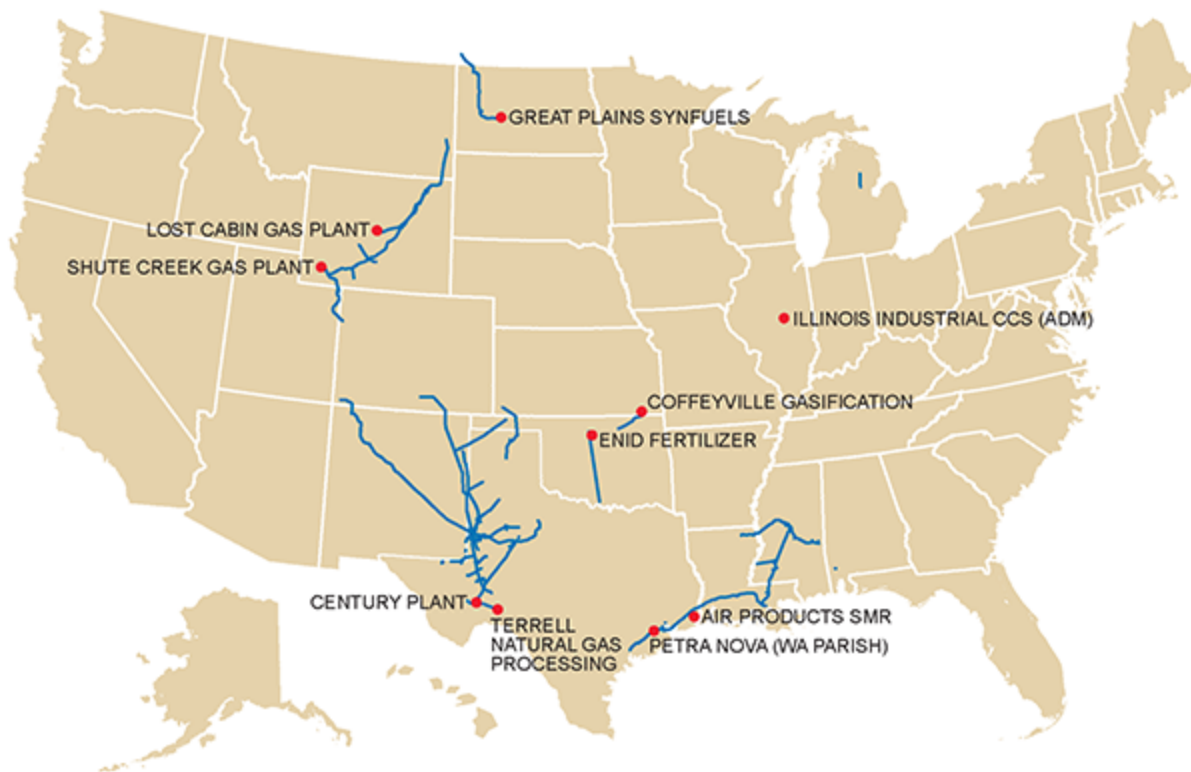 GREAT PLAINS SYNFUELS
LOST CABIN GAS PLANT
SHUTE CREEK GAS PLANT
ILLINOIS INDUSTRIAL CCS (ADM)
COFFEYVILLE GASIFICATION
ENID FERTILIZER
CENTURY PLANT
TERRELL
NATURAL GAS
PROCESSING
AIR PRODUCTS SMR
PETRA NOVA (WA PARISH)